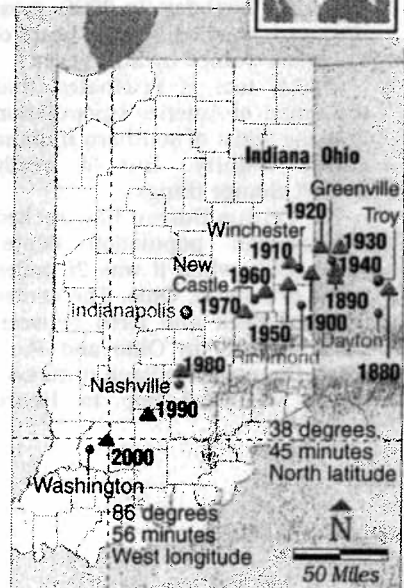 Indiana Ohio
Greenville
1920
Troy
Winchester
1930
1910
1940
New
Castle
1960
1890
Indianapolis
1970
1900
1950
Richmond
Dayton
1980
1880
Nashville
1990
38 degrees,
45 minutes
North latitude
2000
Washington
86 degrees
56 minutes
West longitude
N
50 Miles